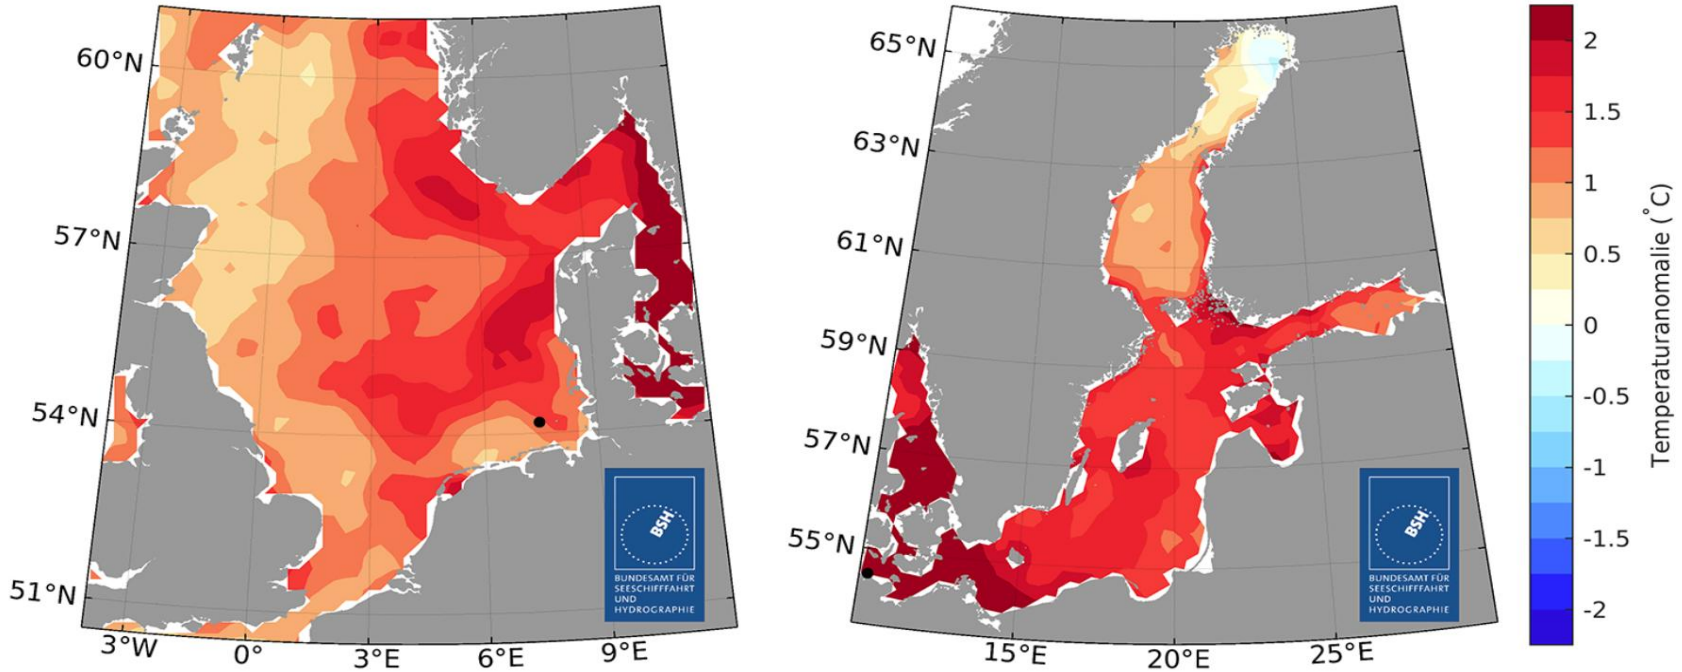 60°N
57°N
54°N
51°N
3°W
0°
3°E
6°E
9°E
BSH
BUNDESAMT FÜR
SEESCHIFFFAHRT
UND
HYDROGRAPHIE
65°N
63°N
61°N
59°N
57°N
55°N
15°E
20°E
25°E
BSH
BUNDESAMT FÜR
SEESCHIFFFAHRT
UND
HYDROGRAPHIE
2
1.5
1
0.5
0
-0.5
-1
-1.5
-2
Temperaturanomalie (°C)